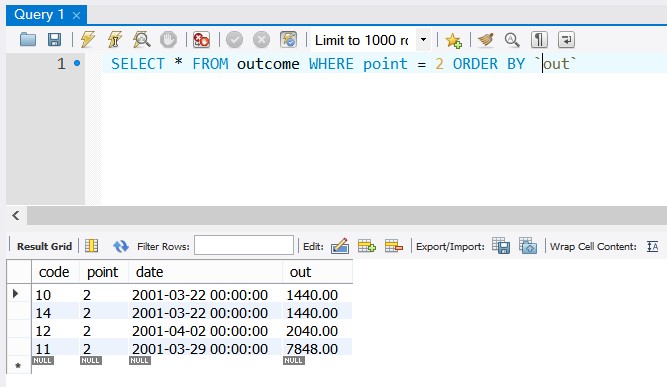 Query 1 ×
Limit to 1000 rc
1 SELECT * FROM outcome WHERE point = 2 ORDER BY `out`
Result Grid Filter Rows: Edit: Export/Import: Wrap Cell Content:
code point date out
10 2 2001-03-22 00:00:00 1440.00
14 2 2001-03-22 00:00:00 1440.00
12 2 2001-04-02 00:00:00 2040.00
11 2 2001-03-29 00:00:00 7848.00
NULL NULL NULL NULL